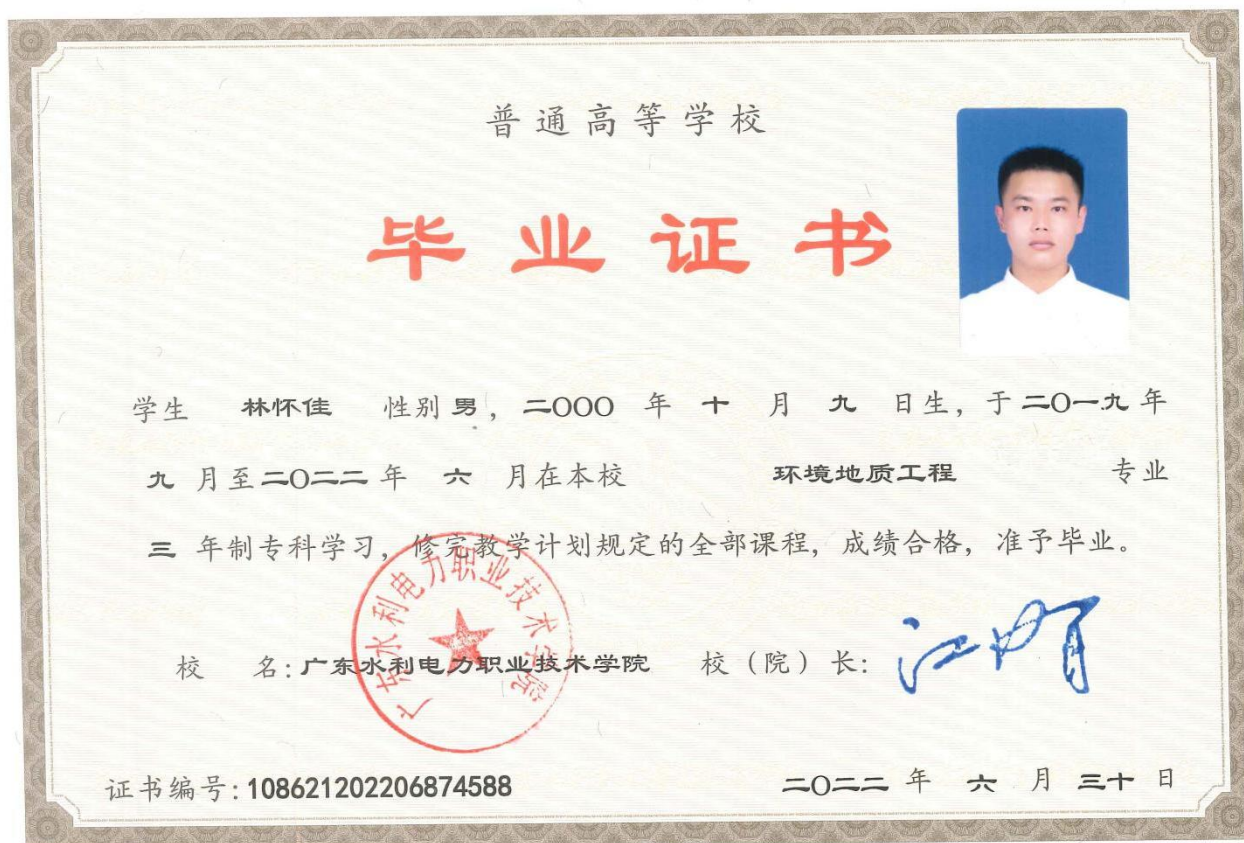 普通高等学校
毕业证书
学生 林怀佳 性别 男，二OOO 年 十 月 九 日生，于二O一九年
九 月至二O二二年 六 月在本校 环境地质工程 专业
三 年制专科学习，修完教学计划规定的全部课程，成绩合格，准予毕业。
广东水利电力职业技术学院
校 名：广东水利电力职业技术学院 校（院）长：
证书编号：108621202206874588 二O二二 年 六 月 三十 日